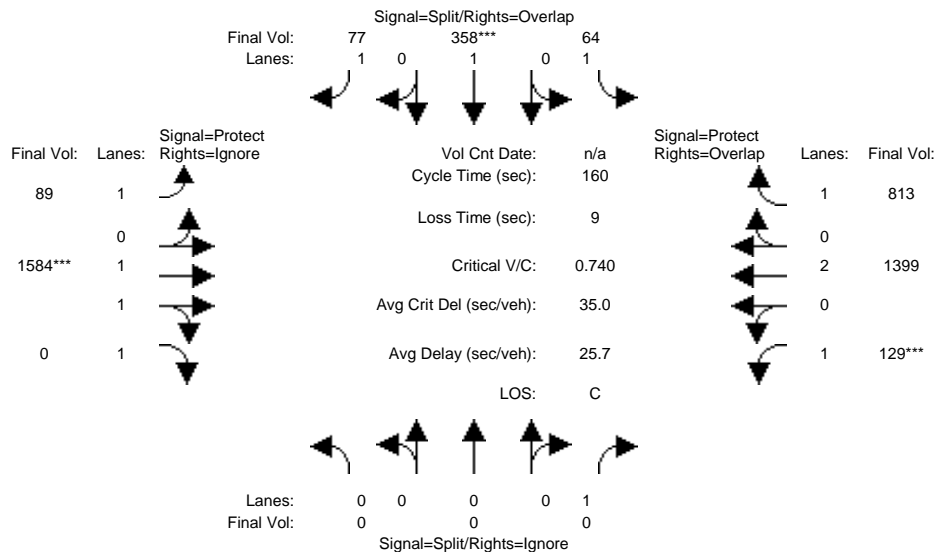 Signal=Split/Rights=Overlap
Final Vol: 77 358*** 64
Lanes: 1 0 1 0 1
Signal=Protect
Final Vol: Lanes: Rights=Ignore
Vol Cnt Date: n/a
Signal=Protect
Rights=Overlap Lanes: Final Vol:
Cycle Time (sec): 160
89 1
1 813
Loss Time (sec): 9
0
0
1584*** 1
Critical V/C: 0.740
2 1399
1
Avg Crit Del (sec/veh): 35.0
0
0 1
Avg Delay (sec/veh): 25.7
1 129***
LOS: C
Lanes: 0 0 0 0 1
Final Vol: 0 0 0
Signal=Split/Rights=Ignore